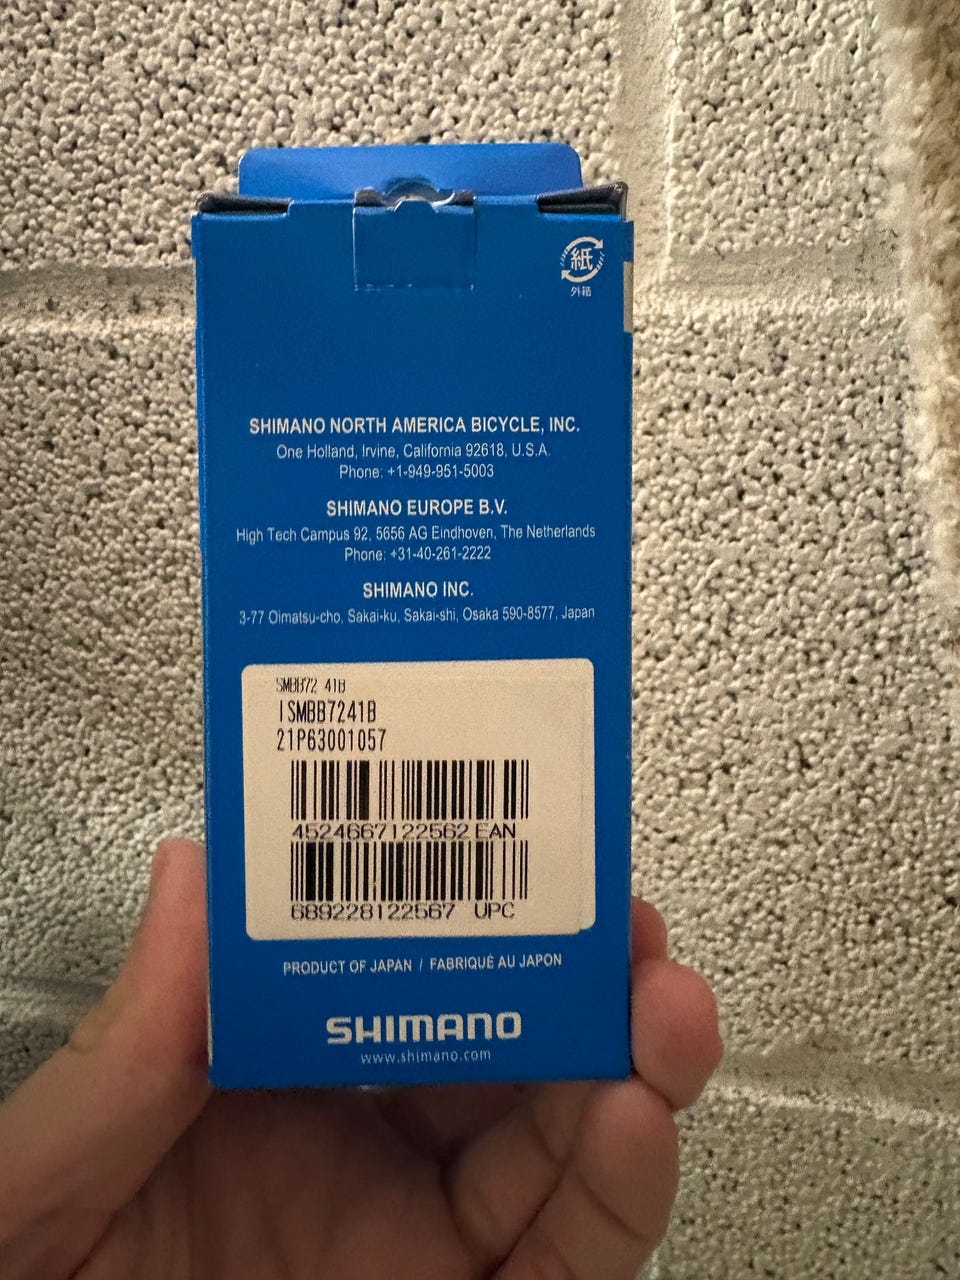 紙
外箱
SHIMANO NORTH AMERICA BICYCLE, INC.
One Holland, Irvine, California 92618, U.S.A.
Phone: +1-949-951-5003
SHIMANO EUROPE B.V.
High Tech Campus 92, 5656 AG Eindhoven, The Netherlands
Phone: +31-40-261-2222
SHIMANO INC.
3-77 Oimatsu-cho, Sakai-ku, Sakai-shi, Osaka 590-8577, Japan
SMBB72 41B
ISMBB7241B
21P63001057
4524667122562 EAN
689228122567 UPC
PRODUCT OF JAPAN / FABRIQUÉ AU JAPON
SHIMANO
www.shimano.com